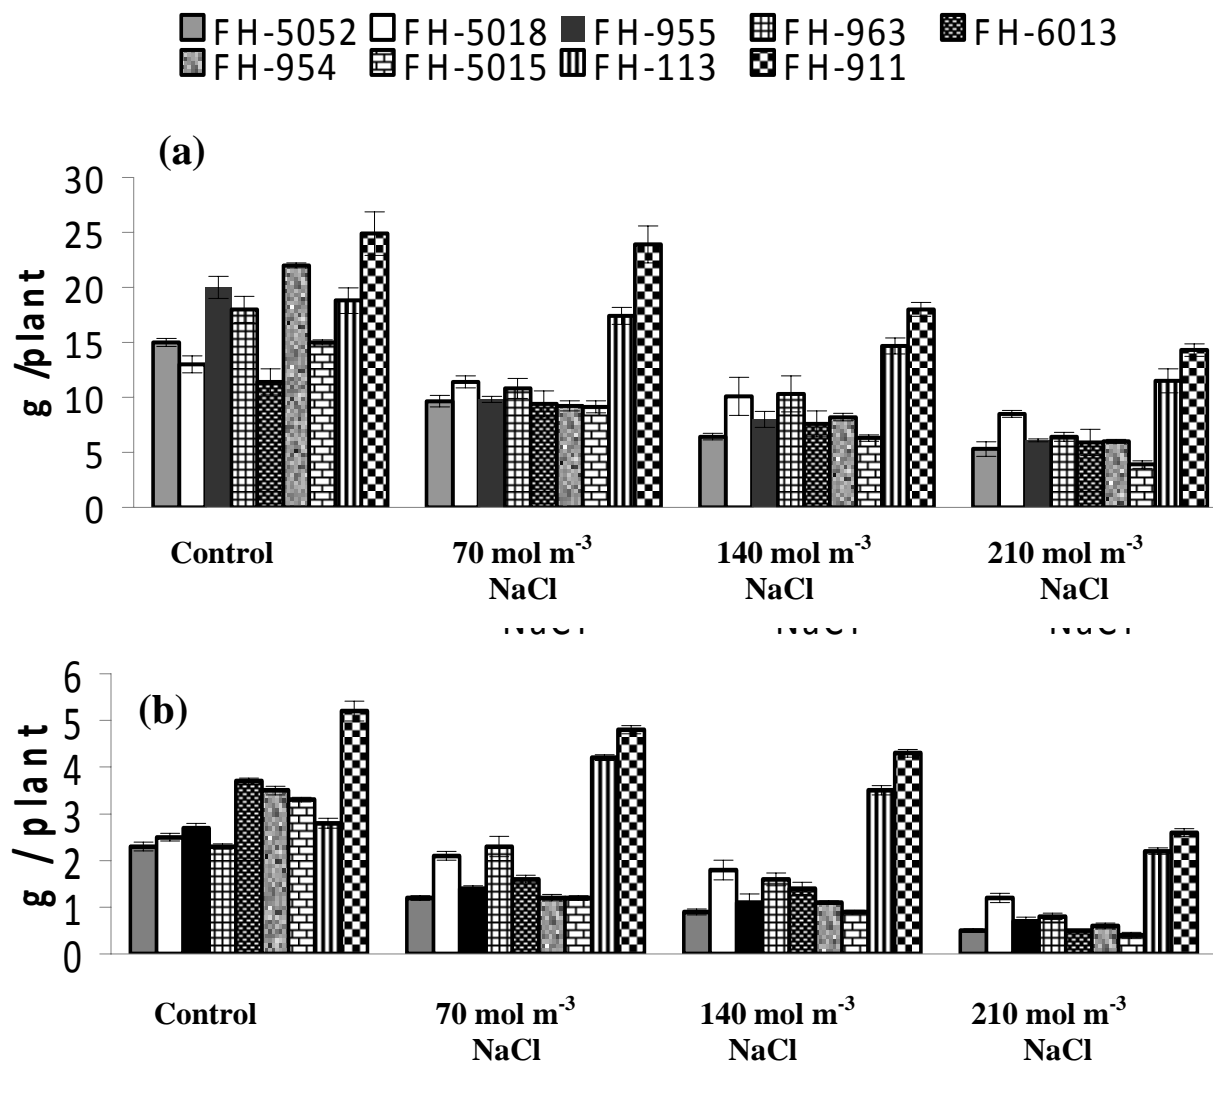 FH-5052 FH-5018 FH-955 FH-963 FH-6013
FH-954 FH-5015 FH-113 FH-911
(a)
30
25
20
15
10
5
0
g /plant
Control 70 mol m-3 140 mol m-3 210 mol m-3
NaCl NaCl NaCl
NaCl NaCl NaCl
6
5
4
3
2
1
0
(b)
g / plant
Control 70 mol m-3 140 mol m-3 210 mol m-3
NaCl NaCl NaCl